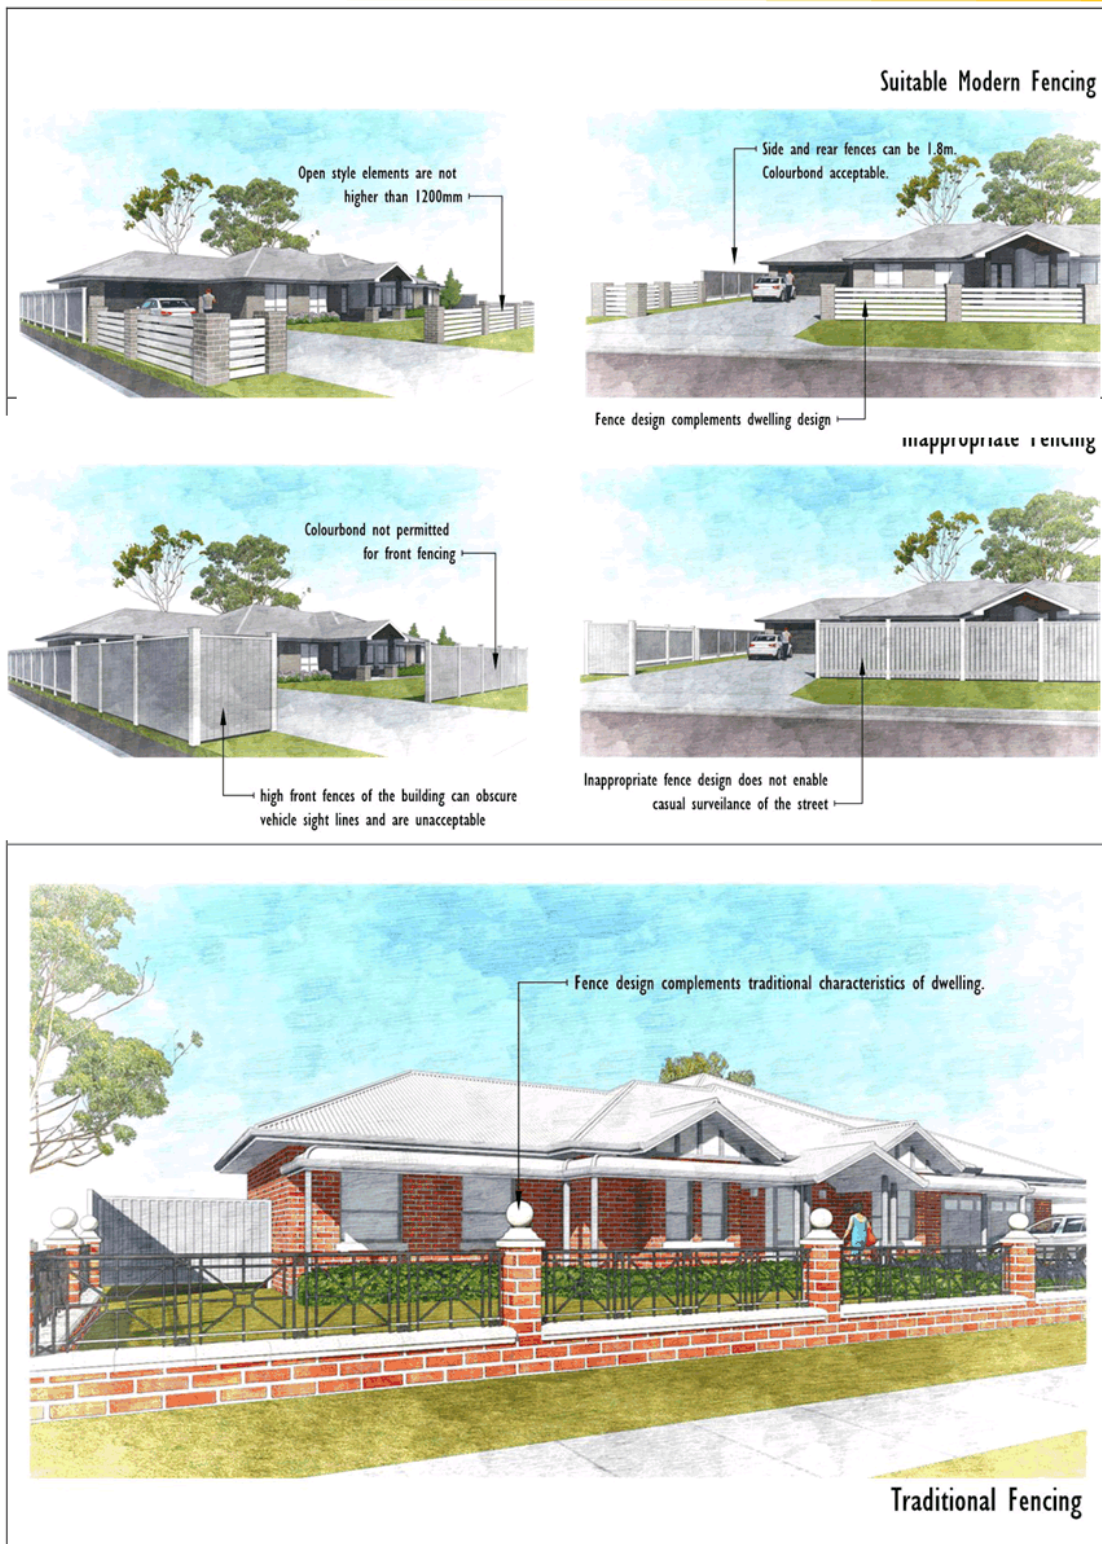 Suitable Modern Fencing
Open style elements are not
higher than 1200mm
Side and rear fences can be 1.8m.
Colourbond acceptable.
Fence design complements dwelling design
Inappropriate Fencing
Colourbond not permitted
for front fencing
high front fences of the building can obscure
vehicle sight lines and are unacceptable
Inappropriate fence design does not enable
casual surveilance of the street
Fence design complements traditional characteristics of dwelling.
Traditional Fencing